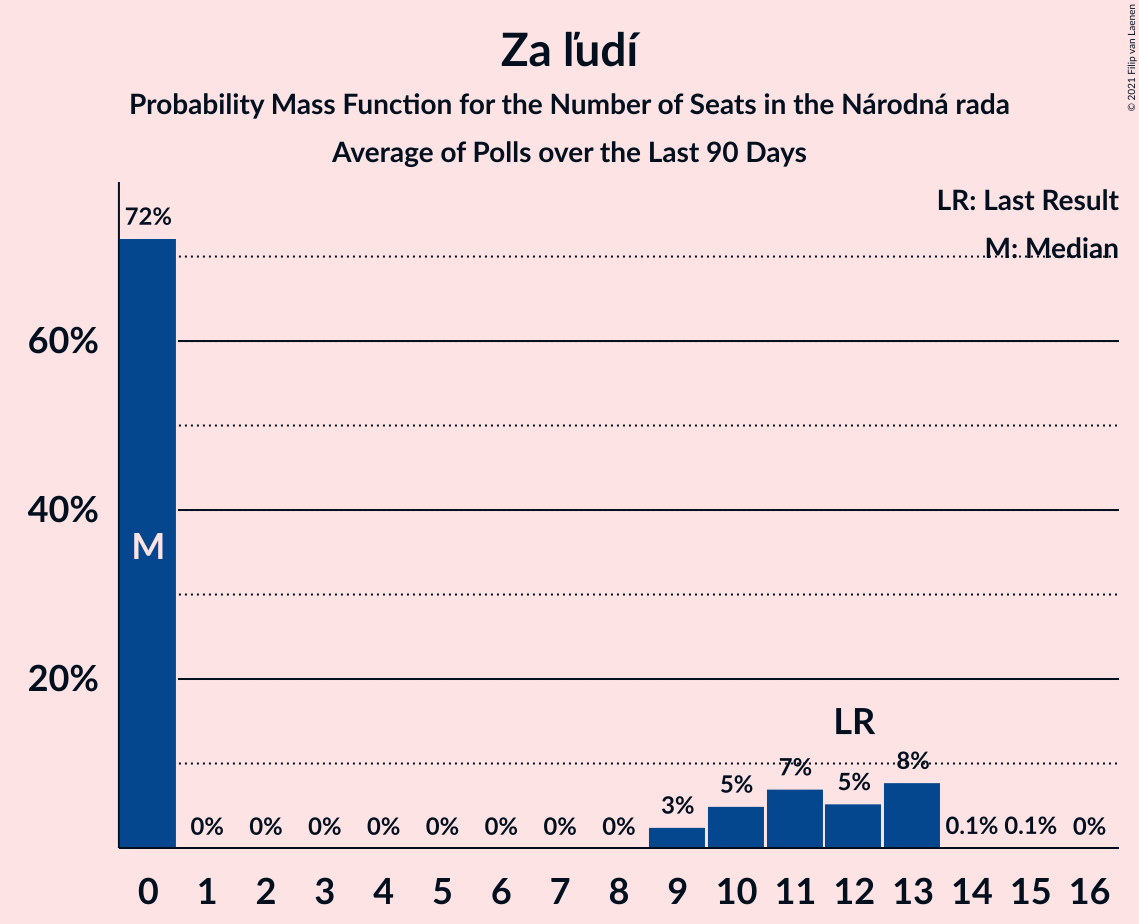 Za ľudí
Probability Mass Function for the Number of Seats in the Národná rada
Average of Polls over the Last 90 Days
© 2021 Filip van Laenen
LR: Last Result
M: Median
72%
60%
40%
20%
M
LR
0% 0% 0% 0% 0% 0% 0% 0% 3% 5% 7% 5% 8% 0.1% 0.1% 0%
0 1 2 3 4 5 6 7 8 9 10 11 12 13 14 15 16